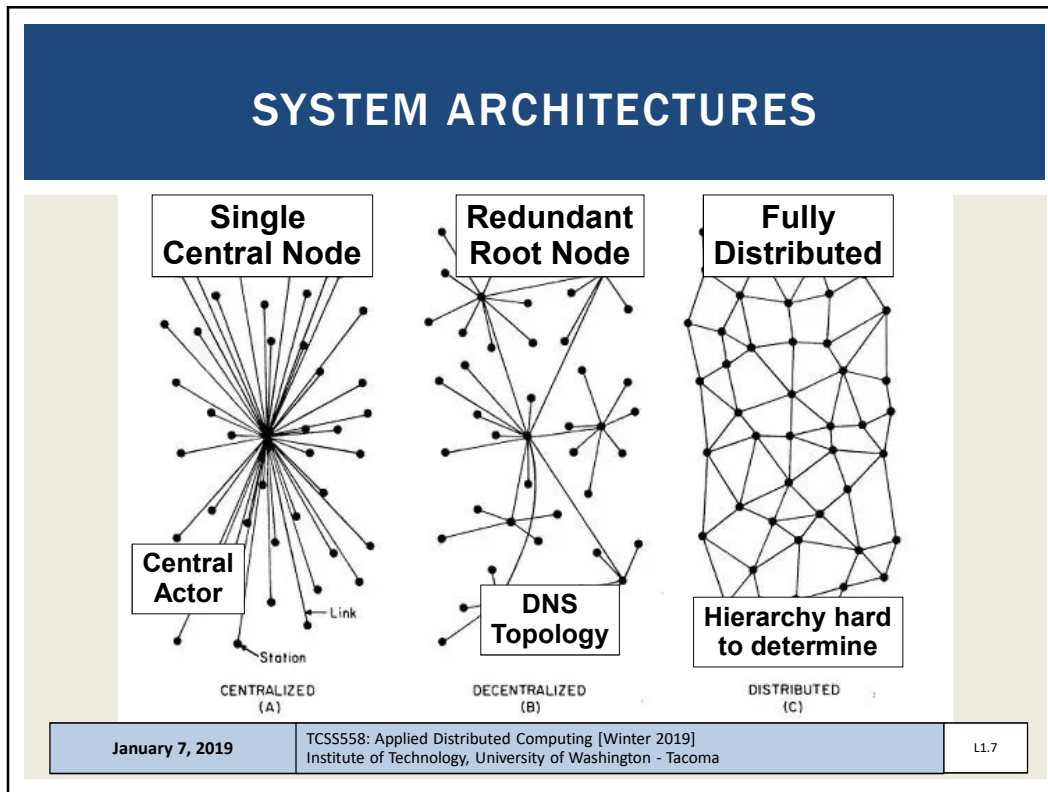 SYSTEM ARCHITECTURES
Single
Central Node
Redundant
Root Node
Fully
Distributed
Central
Actor
Link
Station
DNS
Topology
Hierarchy hard
to determine
CENTRALIZED
(A)
DECENTRALIZED
(B)
DISTRIBUTED
(C)
January 7, 2019
TCSS558: Applied Distributed Computing [Winter 2019]
Institute of Technology, University of Washington - Tacoma
L1.7